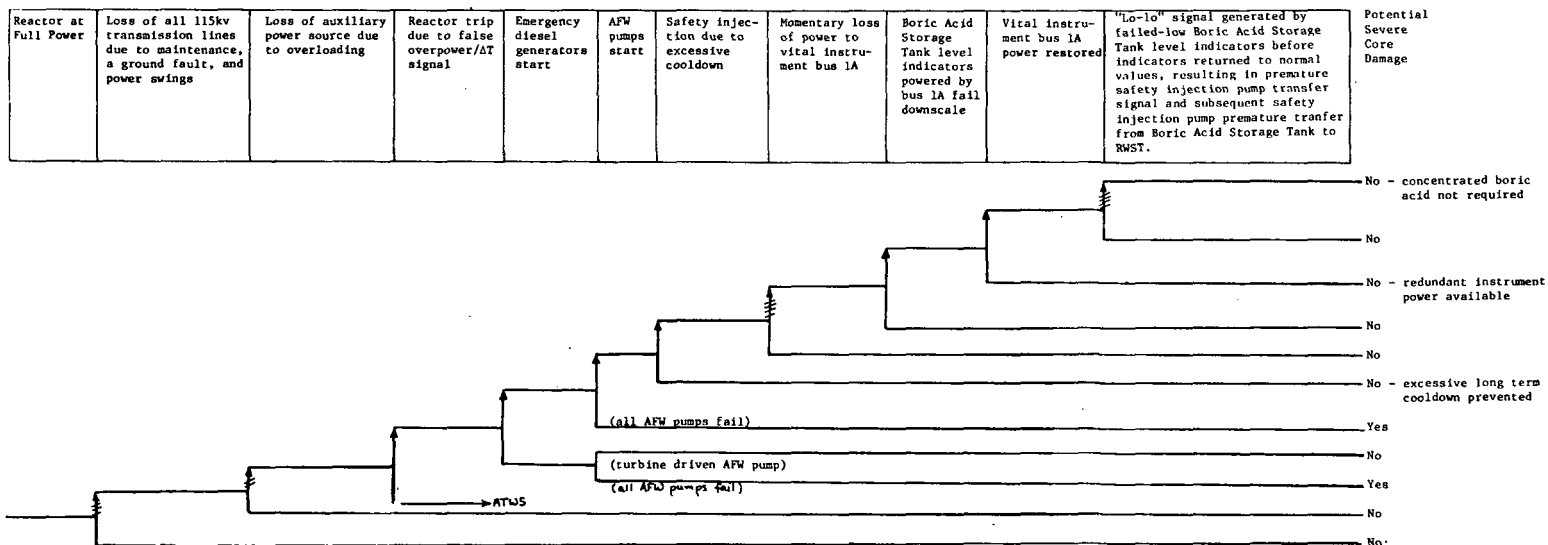 Reactor at
Full Power
Loss of all 115kv
transmission lines
due to maintenance,
a ground fault, and
power swings
Loss of auxiliary
power source due
to overloading
Reactor trip
due to false
overpower/ΔT
signal
Emergency
diesel
generators
start
AFW
pumps
start
Safety injec-
tion due to
excessive
cooldown
Momentary loss
of power to
vital instru-
ment bus 1A
Boric Acid
Storage
Tank level
indicators
powered by
bus 1A fail
downscale
Vital instru-
ment bus 1A
power restored
"Lo-lo" signal generated by
failed-low Boric Acid Storage
Tank level indicators before
indicators returned to normal
values, resulting in premature
safety injection pump transfer
signal and subsequent safety
injection pump premature tranfer
from Boric Acid Storage Tank to
RWST.
Potential
Severe
Core
Damage
No - concentrated boric
acid not required
No
No - redundant instrument
power available
No
No
No - excessive long term
cooldown prevented
(all AFW pumps fail)
Yes
No
(turbine driven AFW pump)
(all AFW pumps fail)
Yes
ATWS
No
No